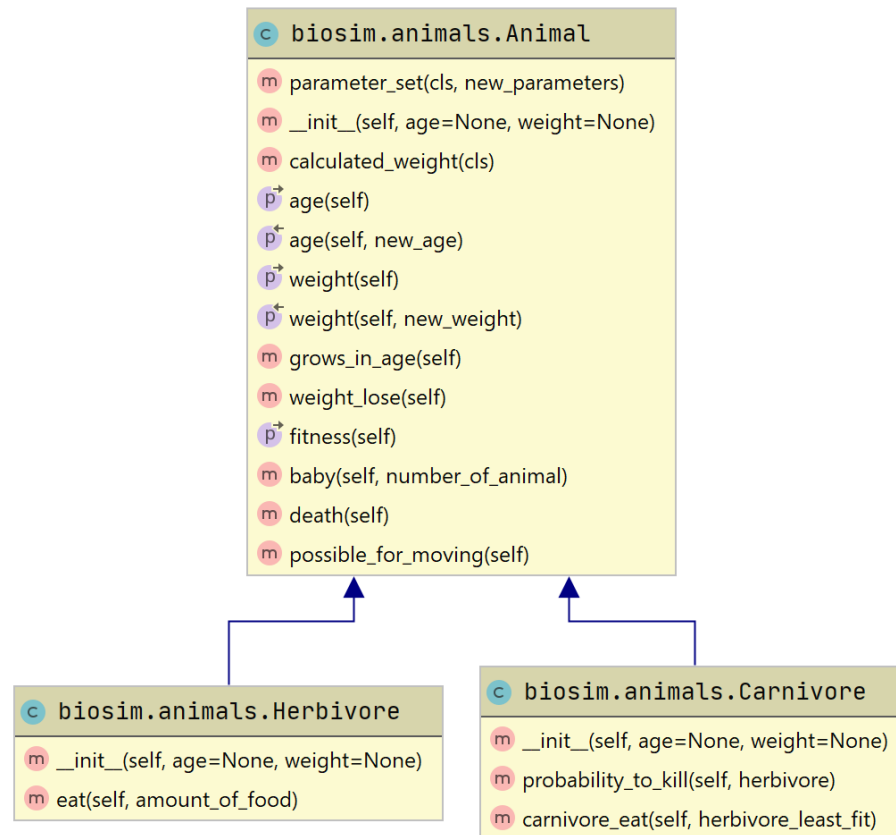 c biosim.animals.Animal
m parameter_set(cls, new_parameters)
m __init__(self, age=None, weight=None)
m calculated_weight(cls)
p age(self)
p age(self, new_age)
p weight(self)
p weight(self, new_weight)
m grows_in_age(self)
m weight_lose(self)
p fitness(self)
m baby(self, number_of_animal)
m death(self)
m possible_for_moving(self)
c biosim.animals.Herbivore
m __init__(self, age=None, weight=None)
m eat(self, amount_of_food)
c biosim.animals.Carnivore
m __init__(self, age=None, weight=None)
m probability_to_kill(self, herbivore)
m carnivore_eat(self, herbivore_least_fit)